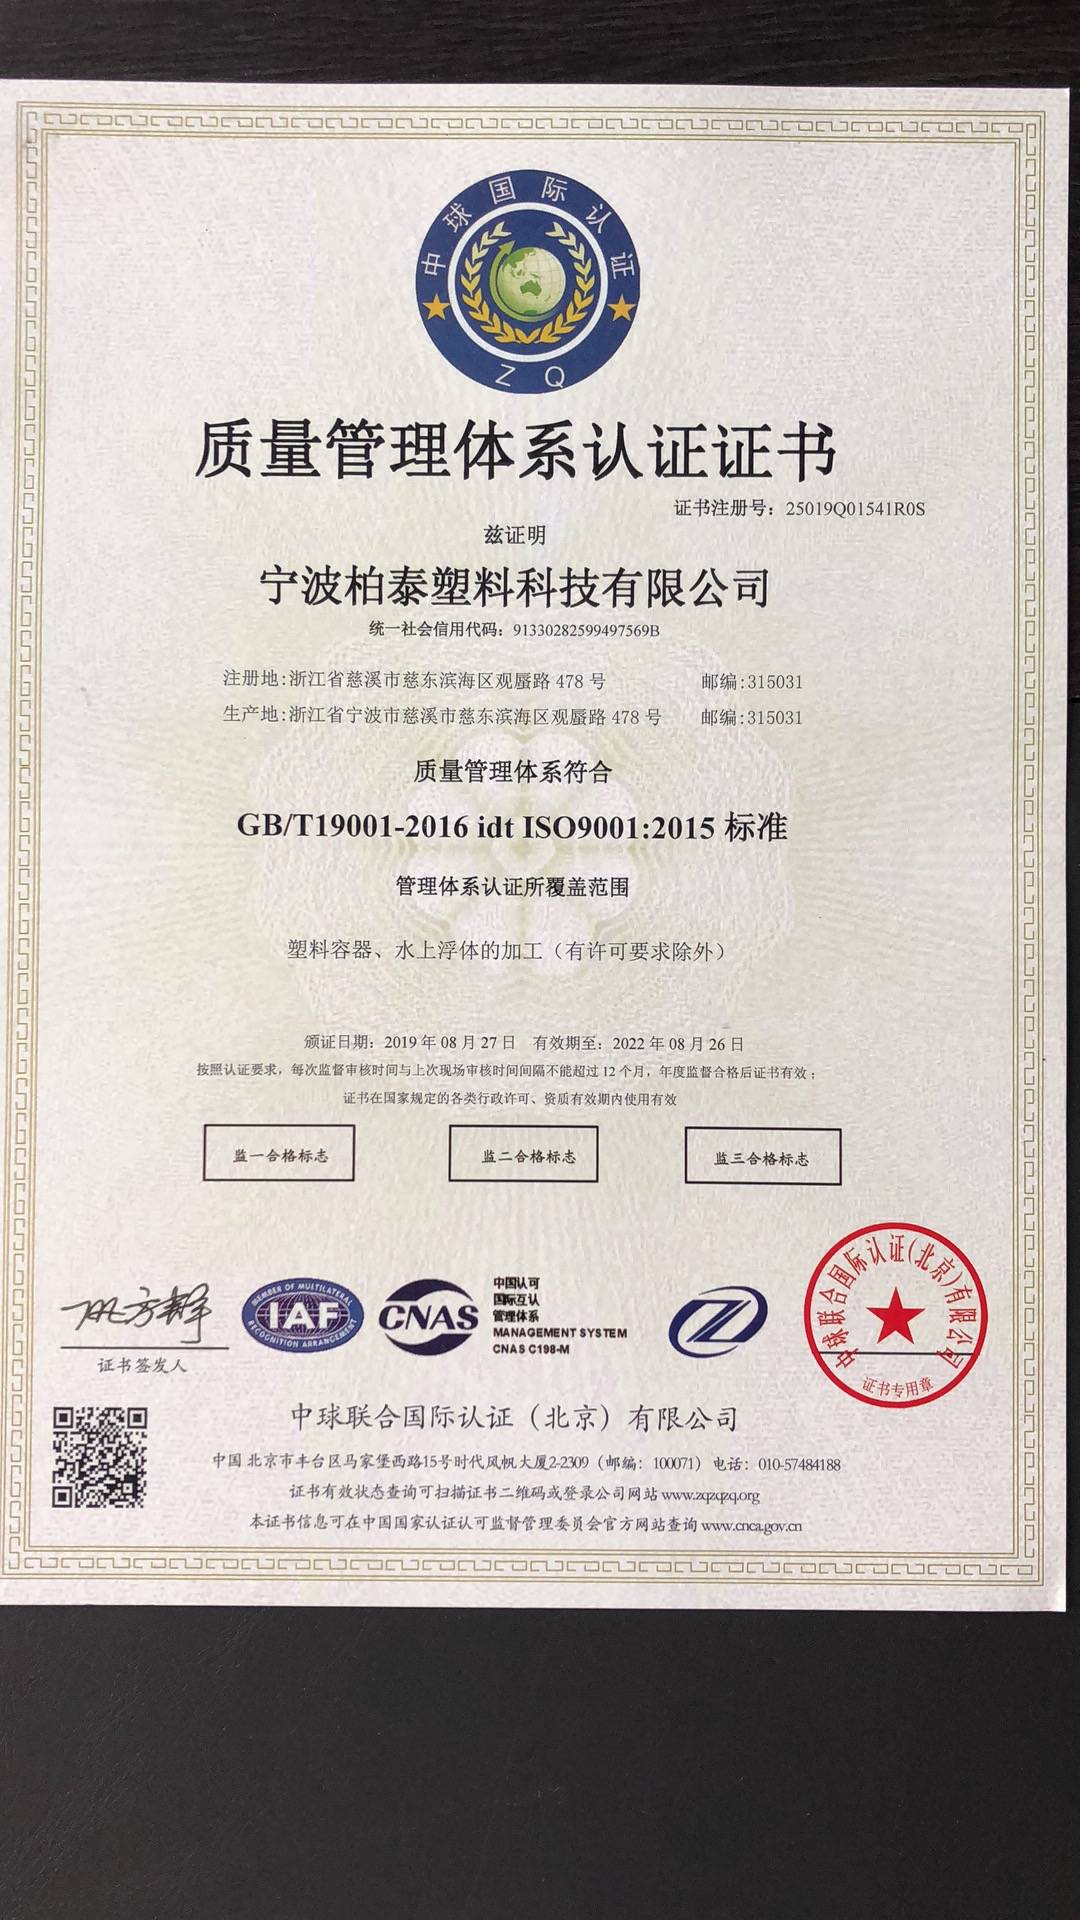 中球国际认证
ZQ
质量管理体系认证证书
证书注册号：25019Q01541R0S
兹证明
宁波柏泰塑料科技有限公司
统一社会信用代码：91330282599497569B
注册地:浙江省慈溪市慈东滨海区观蜃路 478 号 邮编:315031
生产地:浙江省宁波市慈溪市慈东滨海区观蜃路 478 号 邮编:315031
质量管理体系符合
GB/T19001-2016 idt ISO9001:2015 标准
管理体系认证所覆盖范围
塑料容器、水上浮体的加工（有许可要求除外）
颁证日期：2019 年 08 月 27 日 有效期至：2022 年 08 月 26 日
按照认证要求，每次监督审核时间与上次现场审核时间间隔不能超过 12 个月，年度监督合格后证书有效；
证书在国家规定的各类行政许可、资质有效期内使用有效
监一合格标志 监二合格标志 监三合格标志
MEMBER OF MULTILATERAL
IAF
RECOGNITION ARRANGEMENT
CNAS
中国认可
国际互认
管理体系
MANAGEMENT SYSTEM
CNAS C198-M
中球联合国际认证(北京)有限公司
证书专用章
证书签发人
中球联合国际认证（北京）有限公司
中国 北京市丰台区马家堡西路15号时代风帆大厦2-2309（邮编：100071）电话：010-57484188
证书有效状态查询可扫描证书二维码或登录公司网站 www.zqzqzq.org
本证书信息可在中国国家认证认可监督管理委员会官方网站查询 www.cnca.gov.cn